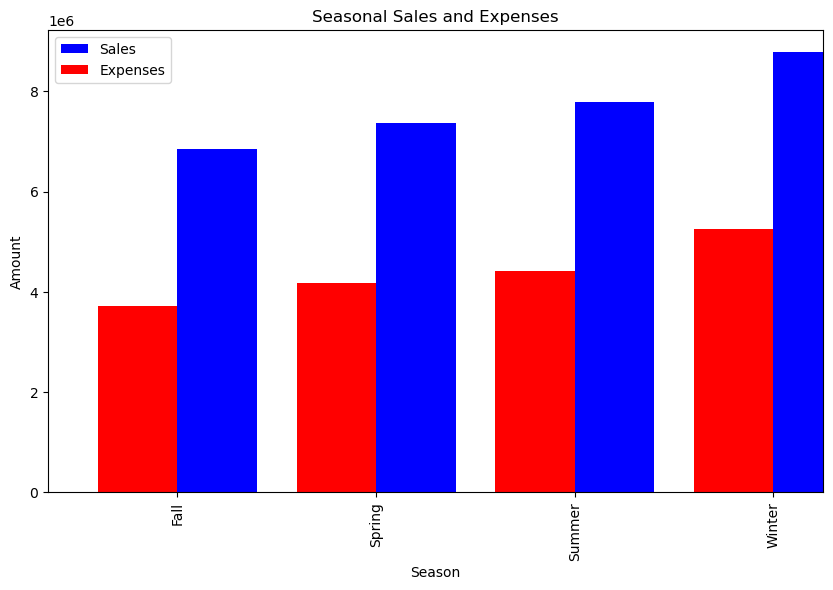 Seasonal Sales and Expenses
1e6
Sales
Expenses
8
6
4
2
0
Amount
Fall
Spring
Summer
Winter
Season